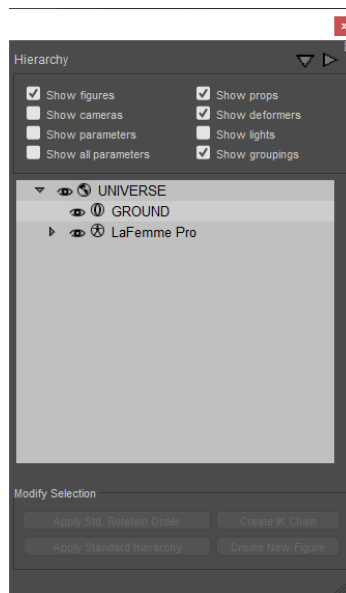 Hierarchy
Show figures Show props
Show cameras Show deformers
Show parameters Show lights
Show all parameters Show groupings
UNIVERSE
GROUND
LaFemme Pro
Modify Selection
Apply Std. Rotation Order Create IK Chain
Apply Standard Hierarchy Create New Figure